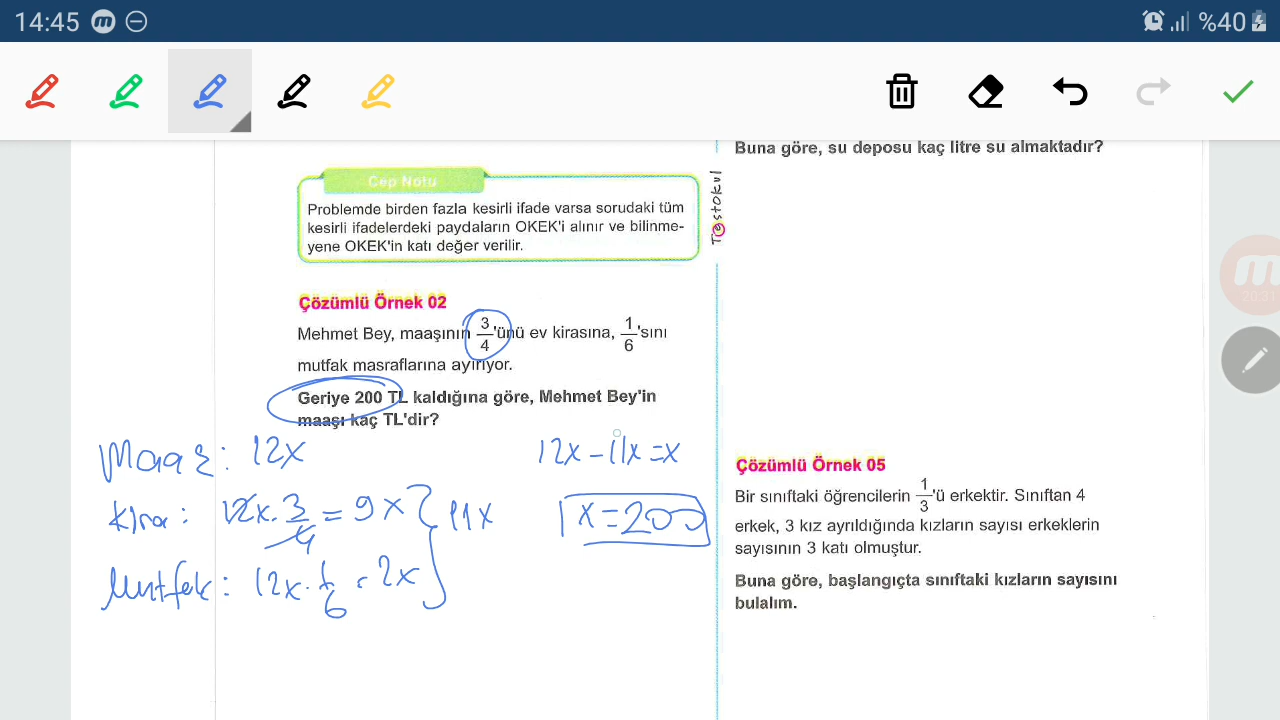 14:45
%40
Cep Notu
Problemde birden fazla kesirli ifade varsa sorudaki tüm
kesirli ifadelerdeki paydaların OKEK'i alınır ve bilinme-
yene OKEK'in katı değer verilir.
Çözümlü Örnek 02
Mehmet Bey, maaşının 3/4'ünü ev kirasına, 1/6'sını
mutfak masraflarına ayırıyor.
Geriye 200 TL kaldığına göre, Mehmet Bey'in
maaşı kaç TL'dir?
Maaş: 12x
Kira: 12x·3/4 = 9x } 11x
Mutfak: 12x·1/6 = 2x
12x-11x=x
x=200
Testokul
Buna göre, su deposu kaç litre su almaktadır?
Çözümlü Örnek 05
Bir sınıftaki öğrencilerin 1/3'ü erkektir. Sınıftan 4
erkek, 3 kız ayrıldığında kızların sayısı erkeklerin
sayısının 3 katı olmuştur.
Buna göre, başlangıçta sınıftaki kızların sayısını
bulalım.
20:31